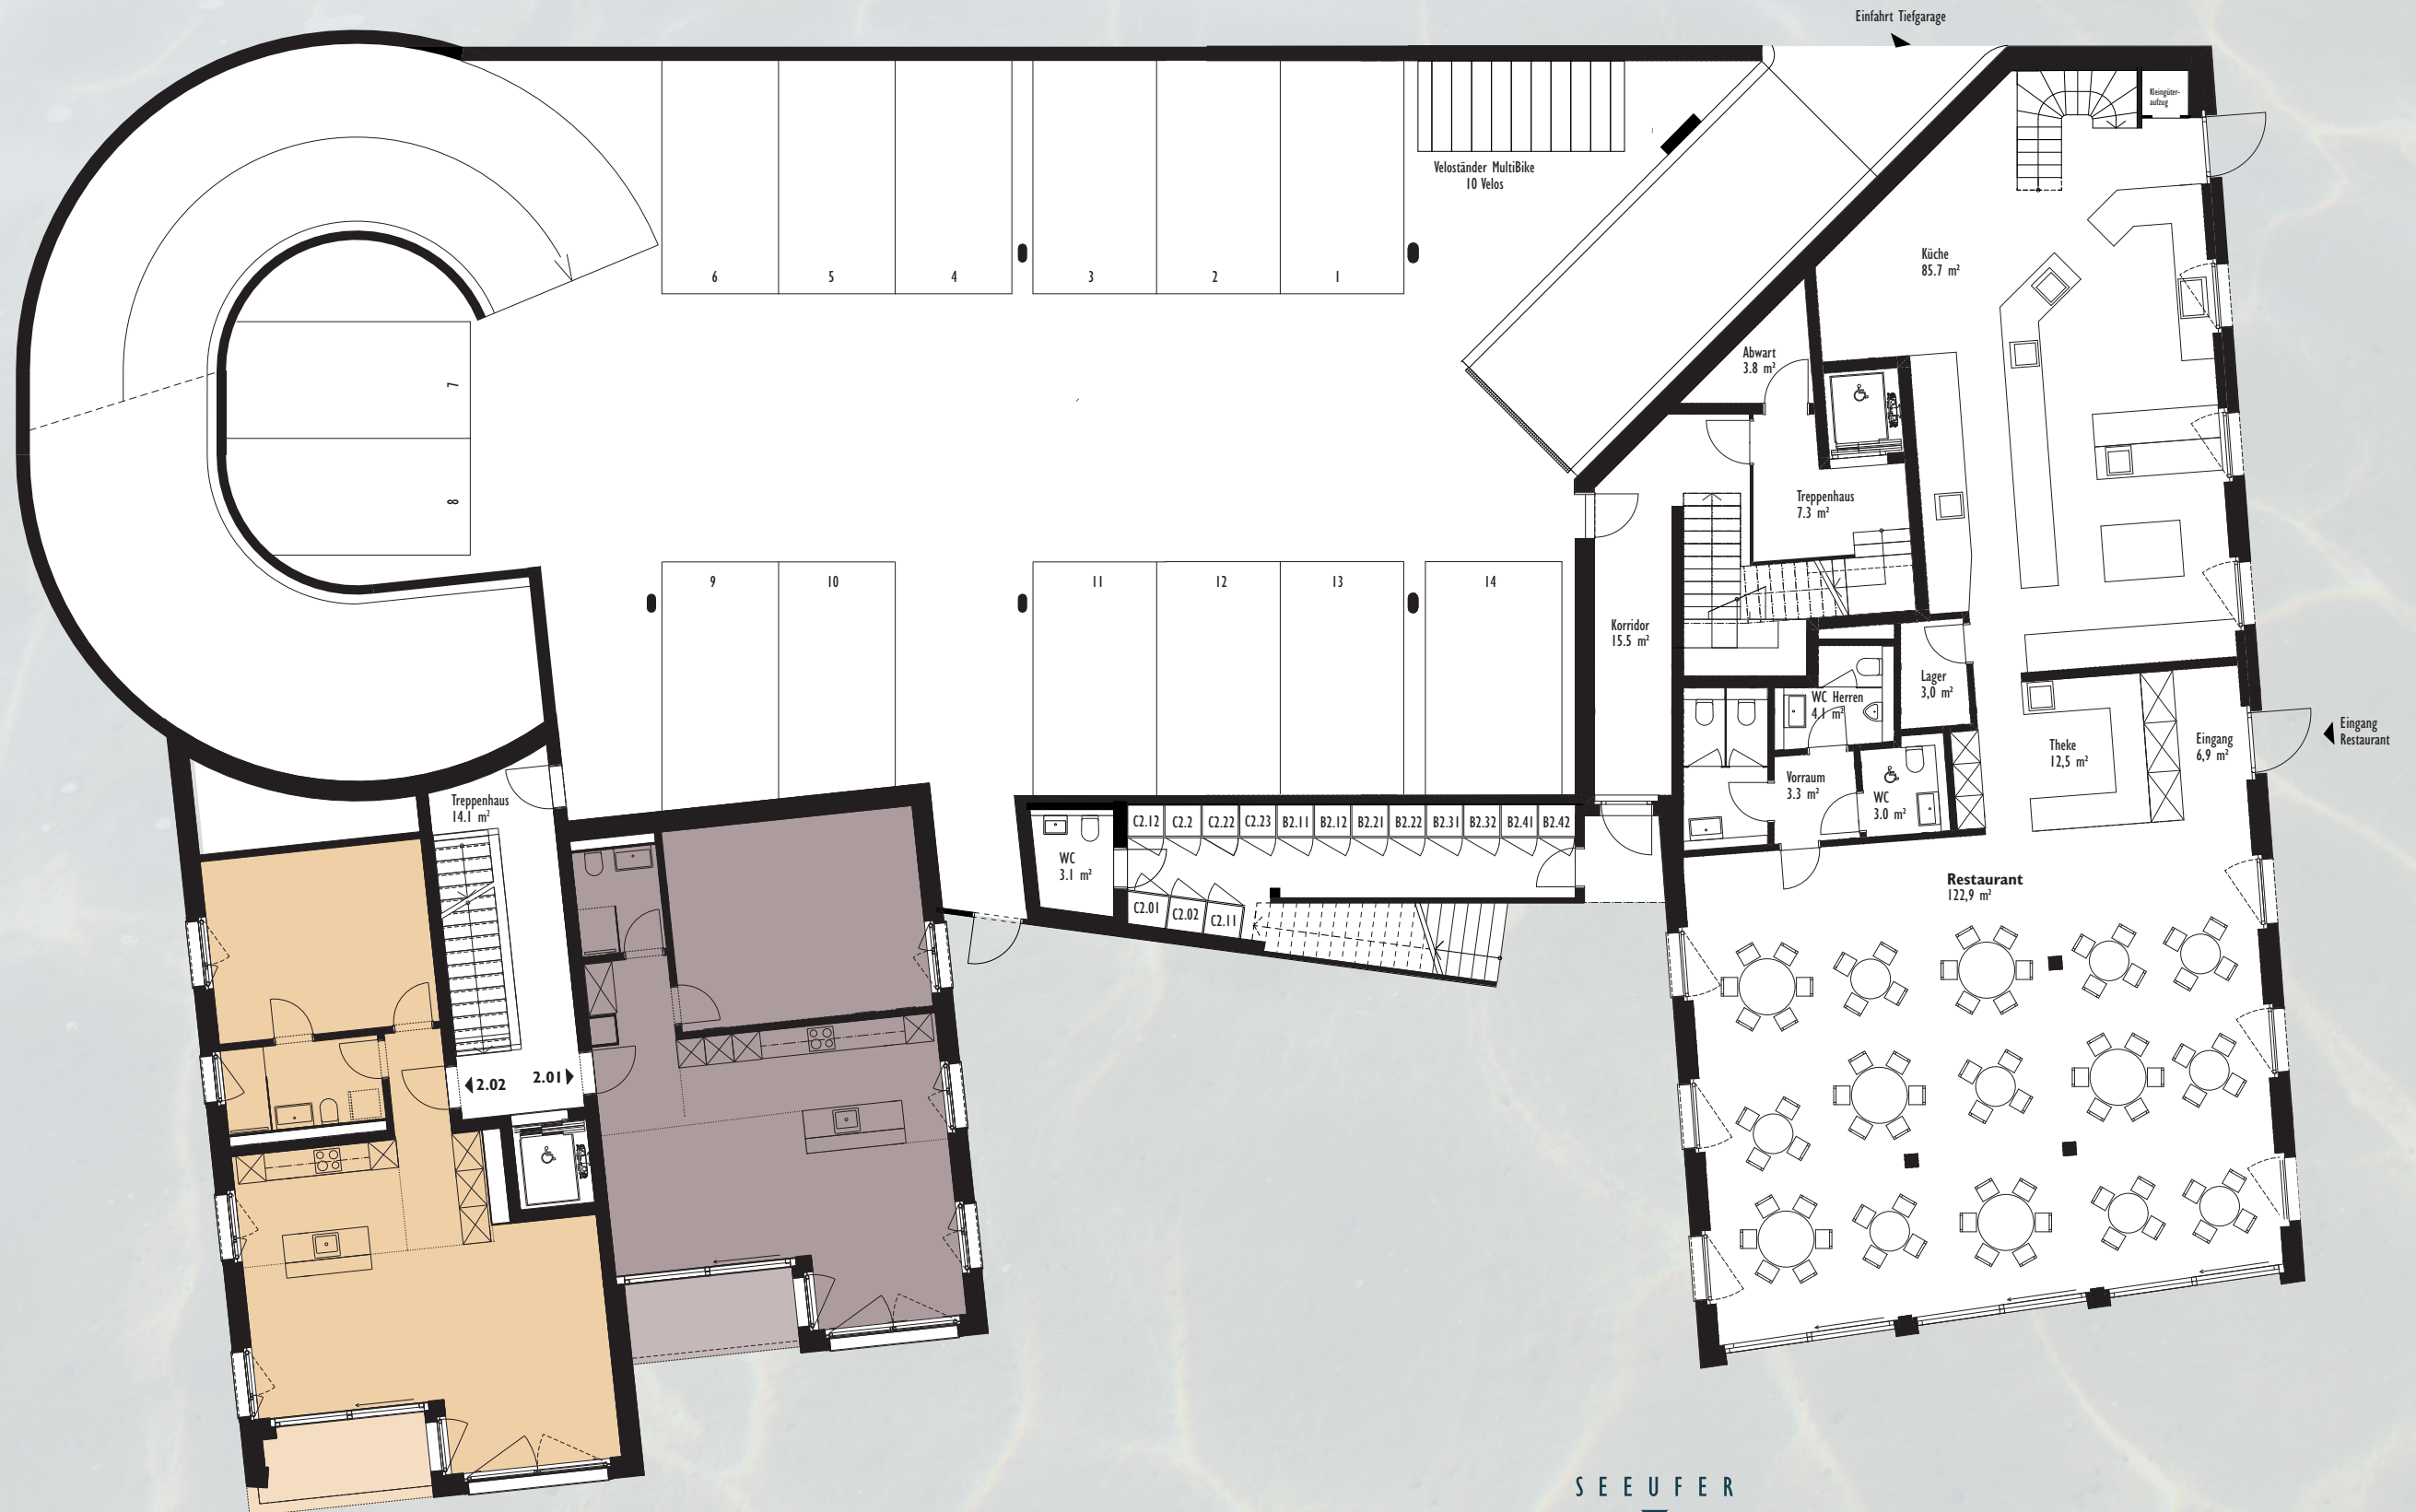 Einfahrt Tiefgarage
Kleingüter-
aufzug
Veloständer MultiBike
10 Velos
Küche
85.7 m²
6
5
4
3
2
1
Abwart
3.8 m²
7
8
Treppenhaus
7.3 m²
9
10
11
12
13
14
Korridor
15.5 m²
Lager
3,0 m²
WC Herren
4.1 m²
Eingang
Restaurant
Theke
12,5 m²
Eingang
6,9 m²
Vorraum
3.3 m²
WC
3.0 m²
Treppenhaus
14.1 m²
C2.12
C2.2
C2.22
C2.23
B2.11
B2.12
B2.21
B2.22
B2.31
B2.32
B2.41
B2.42
WC
3.1 m²
C2.01
C2.02
C2.11
Restaurant
122,9 m²
2.02
2.01
SEEUFER